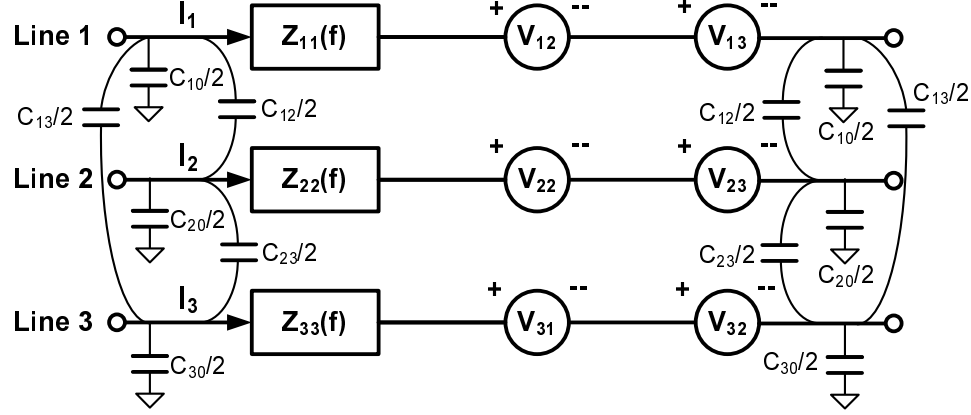 I₁
Line 1
Z₁₁(f)
+
V₁₂
--
+
V₁₃
--
C₁₀/2
C₁₃/2
C₁₂/2
C₁₂/2
C₁₀/2
C₁₃/2
I₂
Line 2
Z₂₂(f)
+
V₂₂
--
+
V₂₃
--
C₂₀/2
C₂₃/2
C₂₃/2
C₂₀/2
I₃
Line 3
Z₃₃(f)
+
V₃₁
--
+
V₃₂
--
C₃₀/2
C₃₀/2